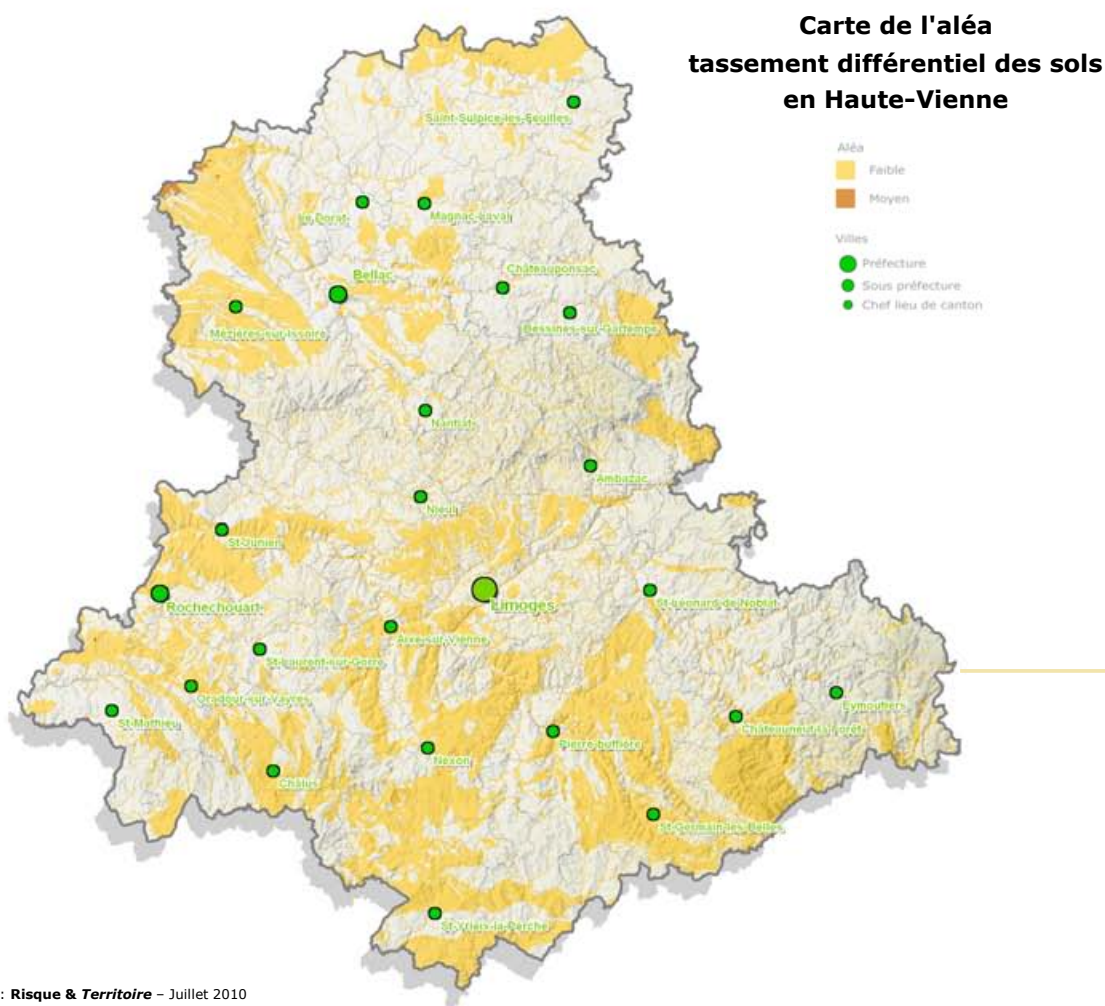 Carte de l'aléa
tassement différentiel des sols
en Haute-Vienne
Aléa
Faible
Moyen
Villes
Préfecture
Sous préfecture
Chef lieu de canton
Saint-Sulpice-les-Feuilles
Le Dorat
Magnac-Laval
Bellac
Châteauponsac
Mézières-sur-Issoire
Bessines-sur-Gartempe
Nantiat
Ambazac
Nieul
St-Junien
Rochechouart
Limoges
St-Léonard-de-Noblat
Aixe-sur-Vienne
St-Laurent-sur-Gorre
Oradour-sur-Vayres
St-Mathieu
Eymoutiers
Châteauneuf-la-Forêt
Pierre-buffière
Nexon
Châlus
St-Germain-les-Belles
St-Yrieix-la-Perche
: Risque & Territoire – Juillet 2010